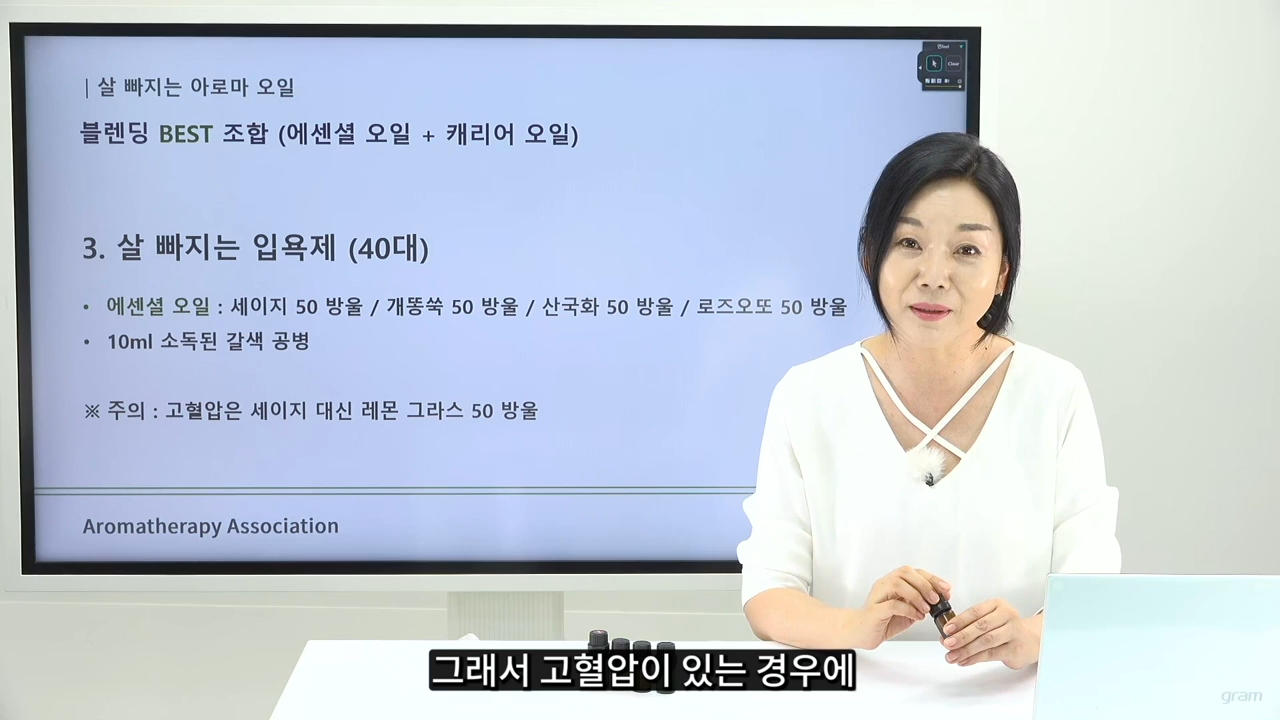 | 살 빠지는 아로마 오일
블렌딩 BEST 조합 (에센셜 오일 + 캐리어 오일)
3. 살 빠지는 입욕제 (40대)
• 에센셜 오일 : 세이지 50 방울 / 개똥쑥 50 방울 / 산국화 50 방울 / 로즈오또 50 방울
• 10ml 소독된 갈색 공병
※ 주의 : 고혈압은 세이지 대신 레몬 그라스 50 방울
Aromatherapy Association
Clear
그래서 고혈압이 있는 경우에
gram